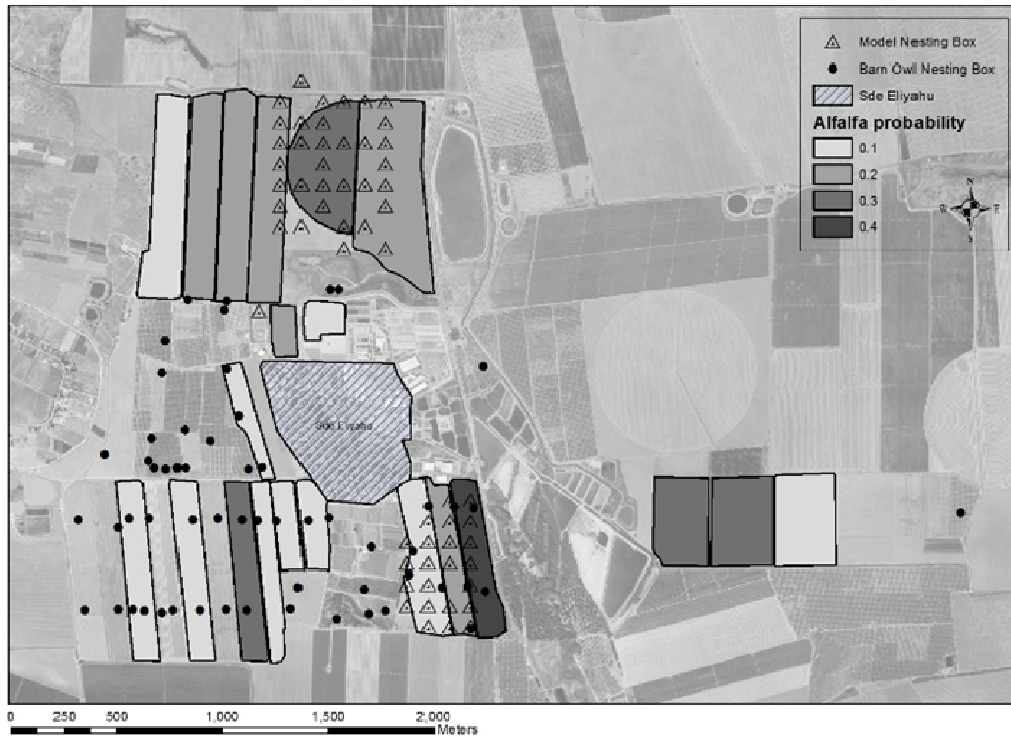 Model Nesting Box
Barn Owl Nesting Box
Sde Eliyahu
Alfalfa probability
0.1
0.2
0.3
0.4
N
W E
S
Sde Eliyahu
0 250 500 1,000 1,500 2,000
Meters